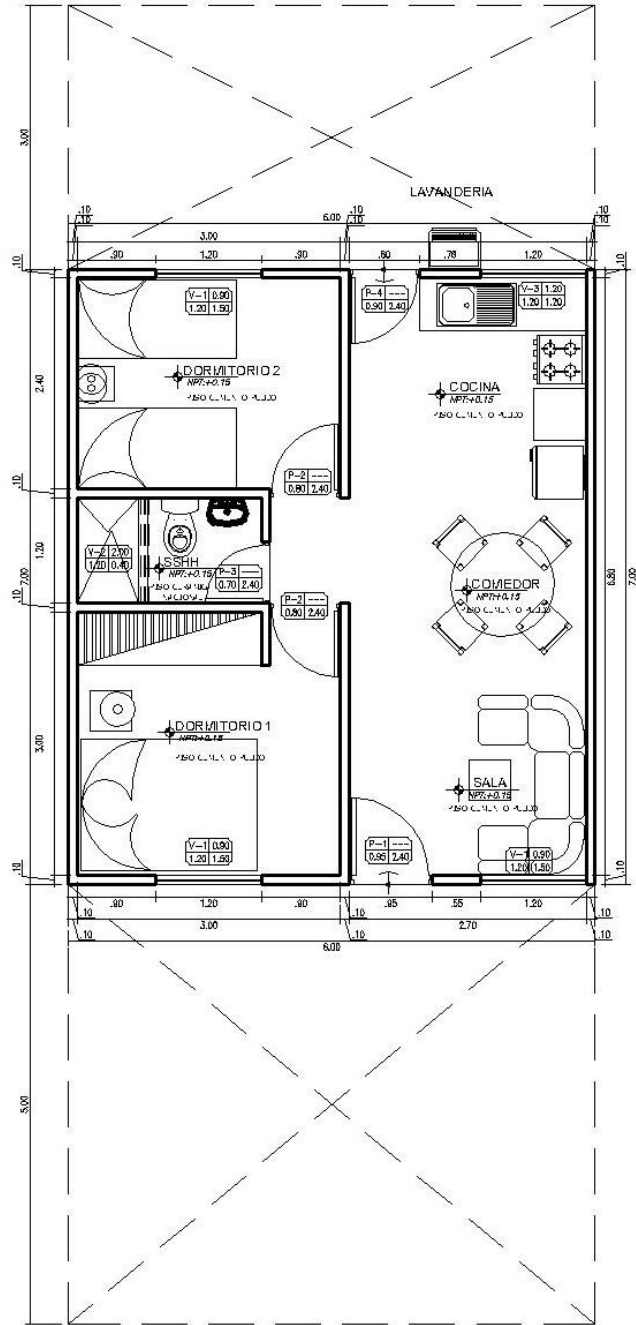 3.00
LAVANDERIA
.10
.10
6.00
.10
.10
.10
.10
3.00
.10
.90
1.20
.90
1.20
.10
V-1 0.90
1.20 1.50
P-4 ---
0.90 2.40
V-3 1.20
1.20 1.20
DORMITORIO 2
NPT:+0.15
COCINA
NPT:+0.15
2.40
P-2 ---
0.80 2.40
.10
1.20
7.00
.10
V-2 2.00
1.20 0.40
SSHH
NPT:+0.15
P-3 ---
0.70 2.40
COMEDOR
NPT:+0.15
6.80
7.00
P-2 ---
0.80 2.40
3.00
DORMITORIO 1
NPT:+0.15
SALA
NPT:+0.15
V-1 0.90
1.20 1.50
P-1 ---
0.95 2.40
V-1 0.90
1.20 1.50
.10
.10
1.20
.55
1.20
.10
3.00
.10
2.70
.10
6.00
5.00